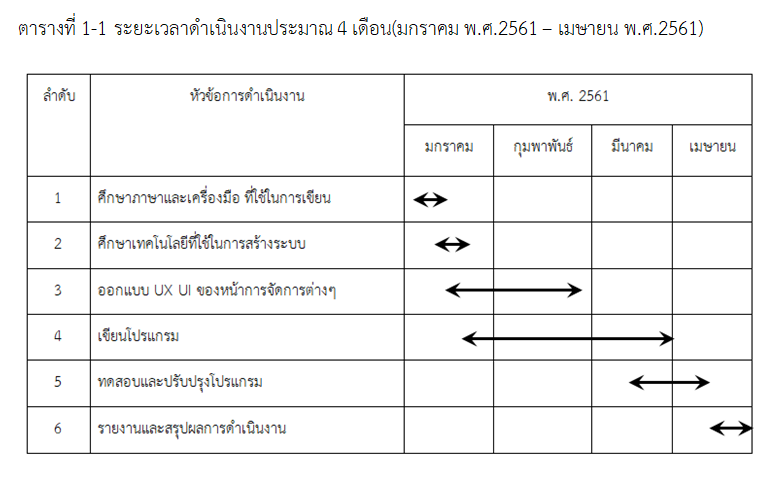 ตารางที่ 1-1 ระยะเวลาดำเนินงานประมาณ 4 เดือน(มกราคม พ.ศ.2561 – เมษายน พ.ศ.2561)
ลำดับ หัวข้อการดำเนินงาน พ.ศ. 2561
มกราคม กุมพาพันธ์ มีนาคม เมษายน
1 ศึกษาภาษาและเครื่องมือ ที่ใช้ในการเขียน
2 ศึกษาเทคโนโลยีที่ใช้ในการสร้างระบบ
3 ออกแบบ UX UI ของหน้าการจัดการต่างๆ
4 เขียนโปรแกรม
5 ทดสอบและปรับปรุงโปรแกรม
6 รายงานและสรุปผลการดำเนินงาน